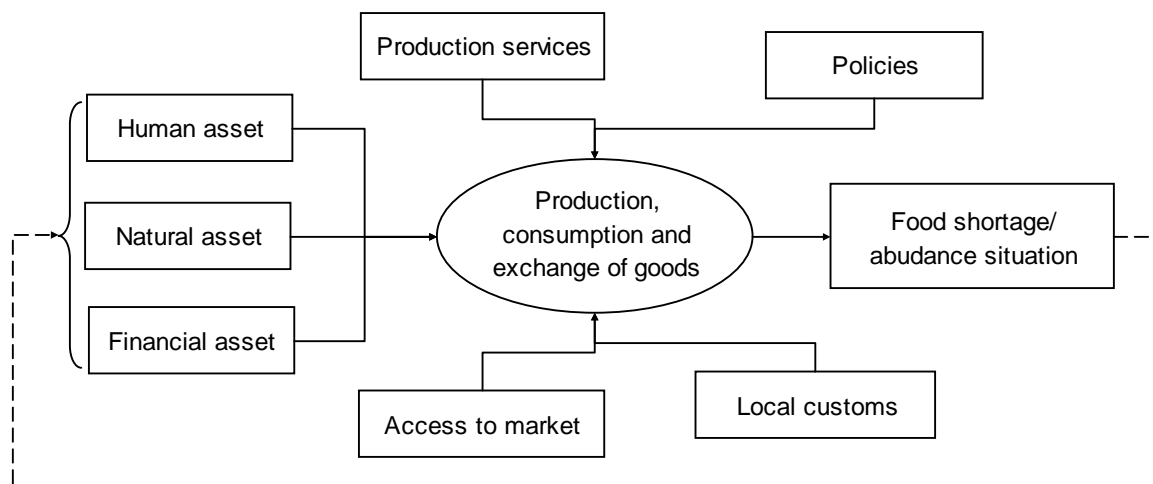 Production services
Policies
Human asset
Natural asset
Financial asset
Production,
consumption and
exchange of goods
Food shortage/
abudance situation
Access to market
Local customs